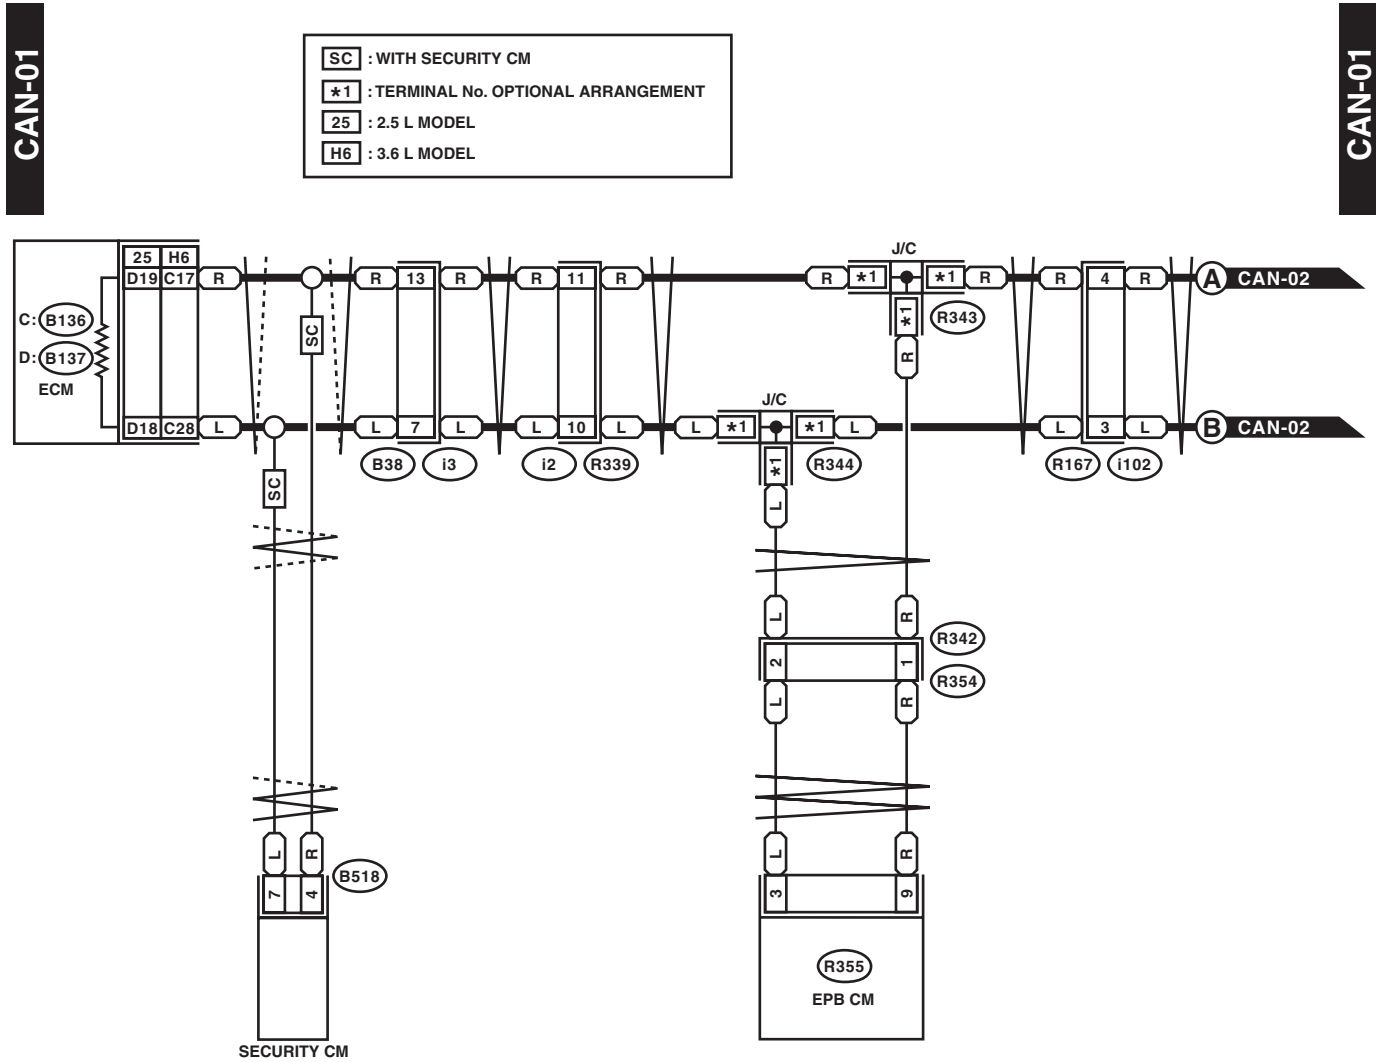 CAN-01
CAN-01
SC : WITH SECURITY CM
*1 : TERMINAL No. OPTIONAL ARRANGEMENT
25 : 2.5 L MODEL
H6 : 3.6 L MODEL
J/C
25 H6
D19 C17 R R 13 R R 11 R R *1 *1 R R 4 R A CAN-02
C: B136
SC
*1
R343
D: B137
R
ECM
J/C
D18 C28 L L 7 L L 10 L L *1 *1 L L 3 L B CAN-02
B38 i3 i2 R339 *1 R344 R167 i102
SC
L
L R
R342
2 1
R354
L R
L R L R
B518
7 4 3 9
R355
EPB CM
SECURITY CM